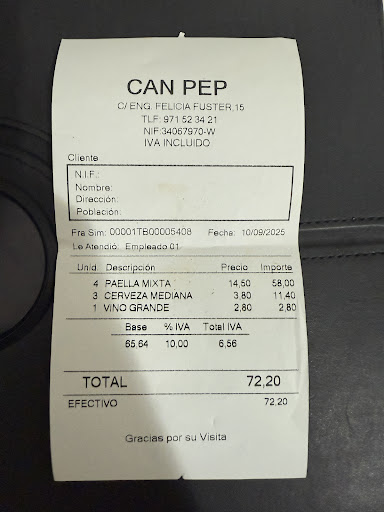 CAN PEP
C/ ENG. FELICIA FUSTER,15
TLF: 971 52 34 21
NIF:34067970-W
IVA INCLUIDO
Cliente
N.I.F.:
Nombre:
Dirección:
Población:
Fra Sim: 00001TB00005408 Fecha: 10/09/2025
Le Atendió: Empleado 01
Unid Descripción Precio Importe
4 PAELLA MIXTA 14,50 58,00
3 CERVEZA MEDIANA 3,80 11,40
1 VINO GRANDE 2,80 2,80
Base % IVA Total IVA
65,64 10,00 6,56
TOTAL 72,20
EFECTIVO 72,20
Gracias por su Visita